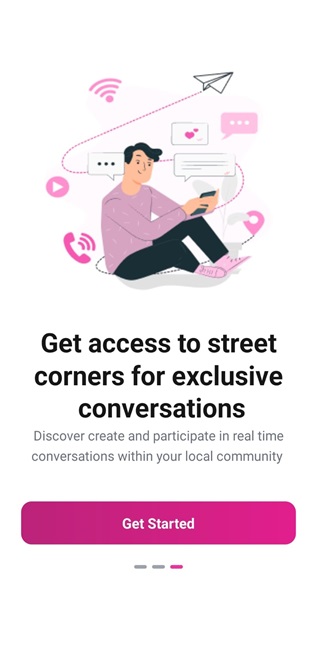 Get access to street
corners for exclusive
conversations
Discover create and participate in real time
conversations within your local community
Get Started